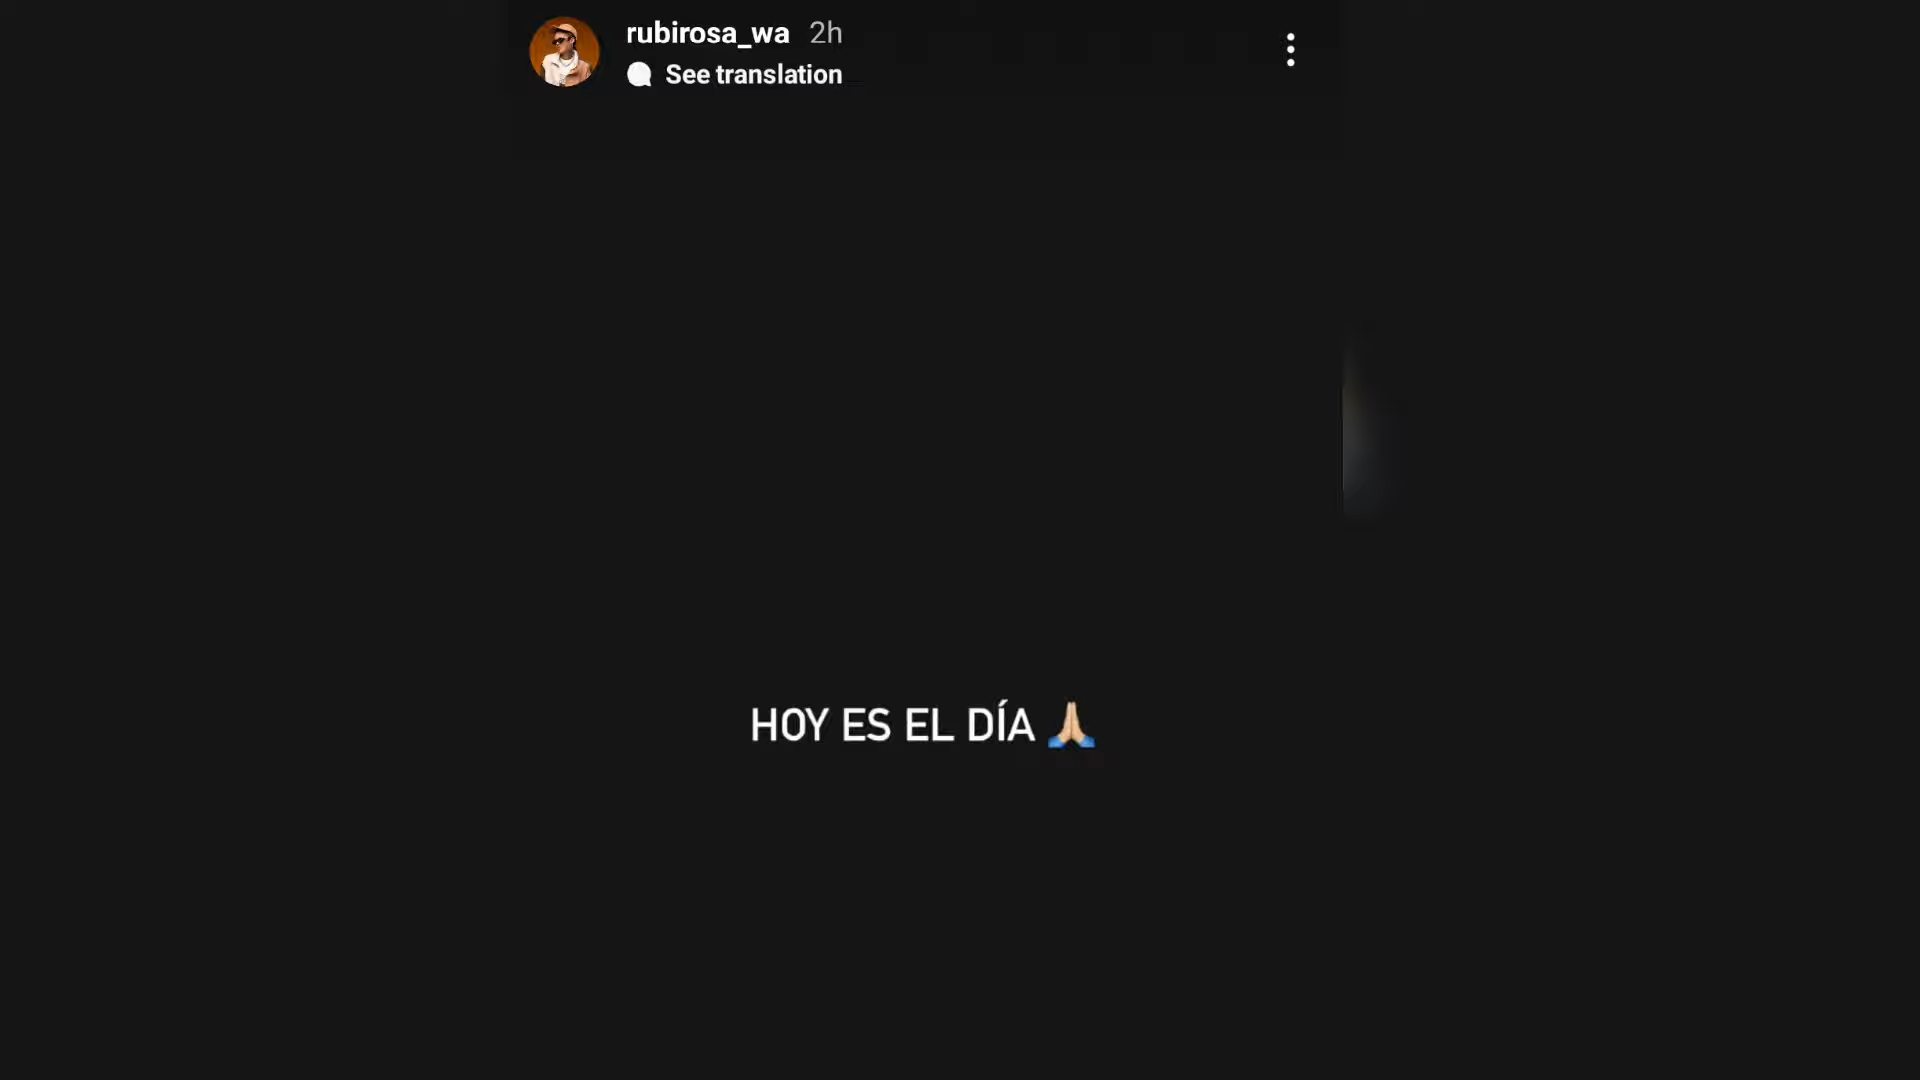 rubirosa_wa 2h
See translation
HOY ES EL DÍA 🙏🏼